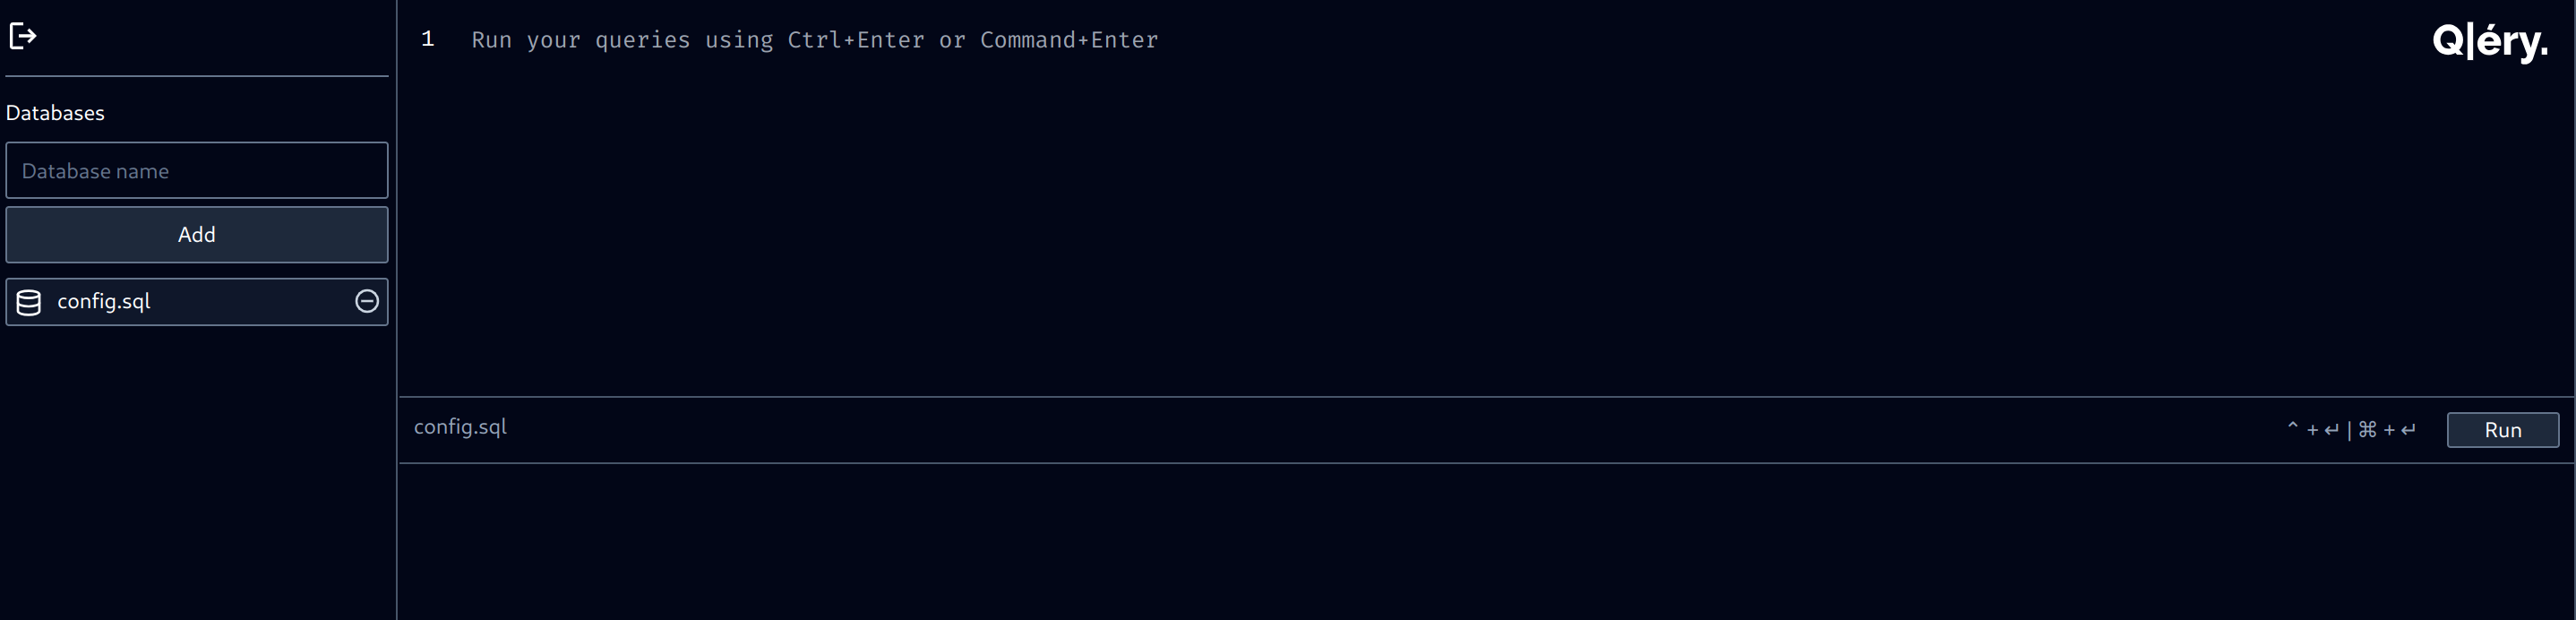 Databases
Database name
Add
config.sql
1 Run your queries using Ctrl+Enter or Command+Enter
Q|éry.
config.sql
⌃ + ↵ | ⌘ + ↵
Run